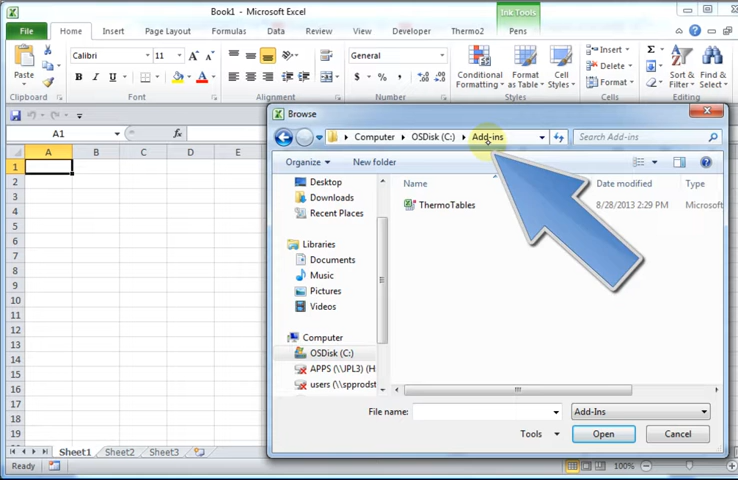 Book1 - Microsoft Excel
Ink Tools
File Home Insert Page Layout Formulas Data Review View Developer Thermo2 Pens
Calibri 11 General Insert Σ
Paste B I U $ % , Conditional Formatting Format as Table Cell Styles Delete Format Sort & Filter Find & Select
Clipboard Font Alignment Styles Cells Editing
A1 fx
A B C D E
1
2
3
4
5
6
7
8
9
10
11
12
13
14
15
16
17
18
19
Browse
Computer OSDisk (C:) Add-ins Search Add-ins
Organize New folder
Desktop
Downloads
Recent Places
Libraries
Documents
Music
Pictures
Videos
Computer
OSDisk (C:)
APPS (\\UPL3) (H
users (\\spprodst
Name Date modified Type
ThermoTables 8/28/2013 2:29 PM Microsoft
File name: Add-Ins
Tools Open Cancel
Sheet1 Sheet2 Sheet3
Ready 100%